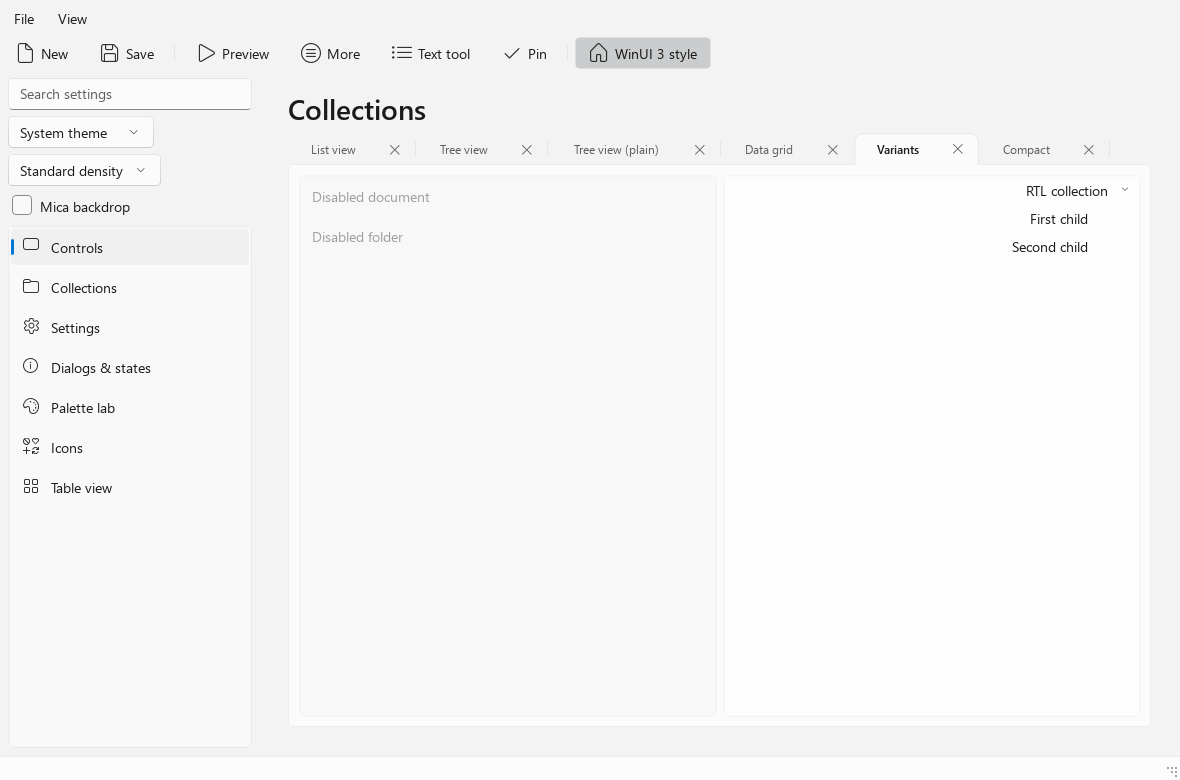 File View
New Save Preview More Text tool Pin WinUI 3 style
Search settings
System theme
Standard density
Mica backdrop
Controls
Collections
Settings
Dialogs & states
Palette lab
Icons
Table view
Collections
List view Tree view Tree view (plain) Data grid Variants Compact
Disabled document
Disabled folder
RTL collection
First child
Second child